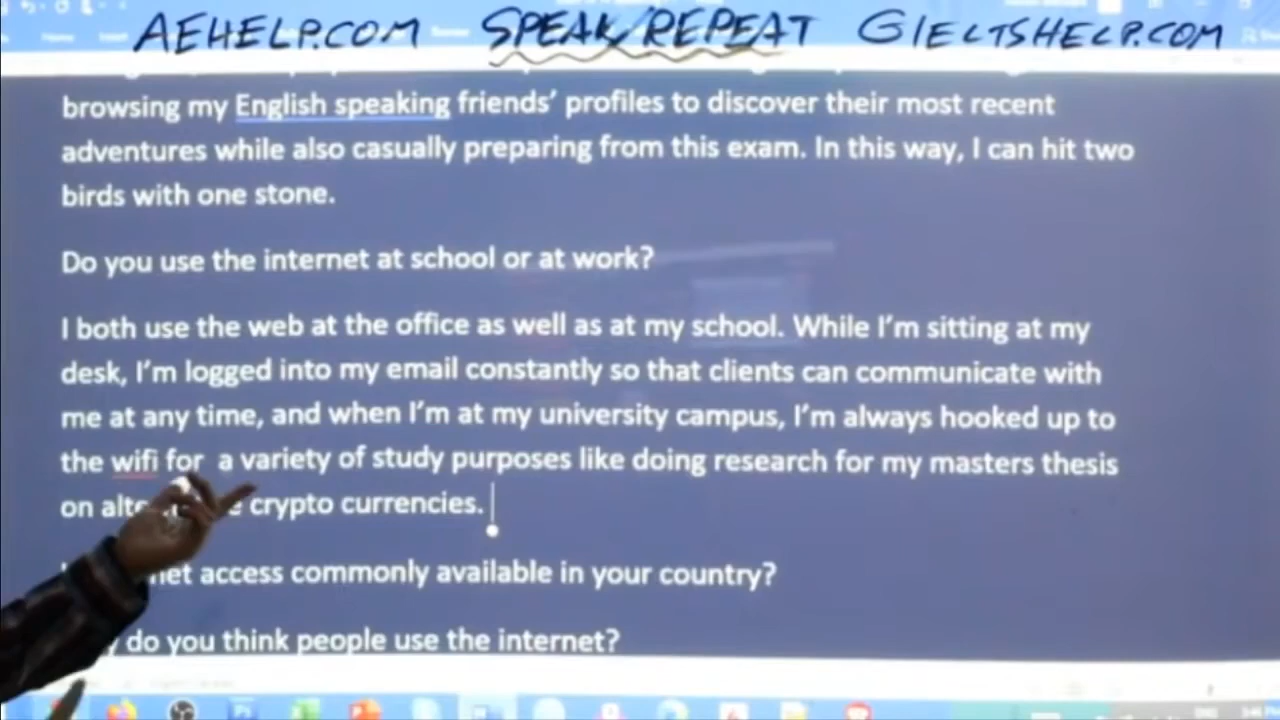 AEHELP.COM SPEAK/REPEAT GIELTSHELP.COM
browsing my English speaking friends' profiles to discover their most recent
adventures while also casually preparing from this exam. In this way, I can hit two
birds with one stone.
Do you use the internet at school or at work?
I both use the web at the office as well as at my school. While I'm sitting at my
desk, I'm logged into my email constantly so that clients can communicate with
me at any time, and when I'm at my university campus, I'm always hooked up to
the wifi for a variety of study purposes like doing research for my masters thesis
on crypto currencies.
access commonly available in your country?
do you think people use the internet?